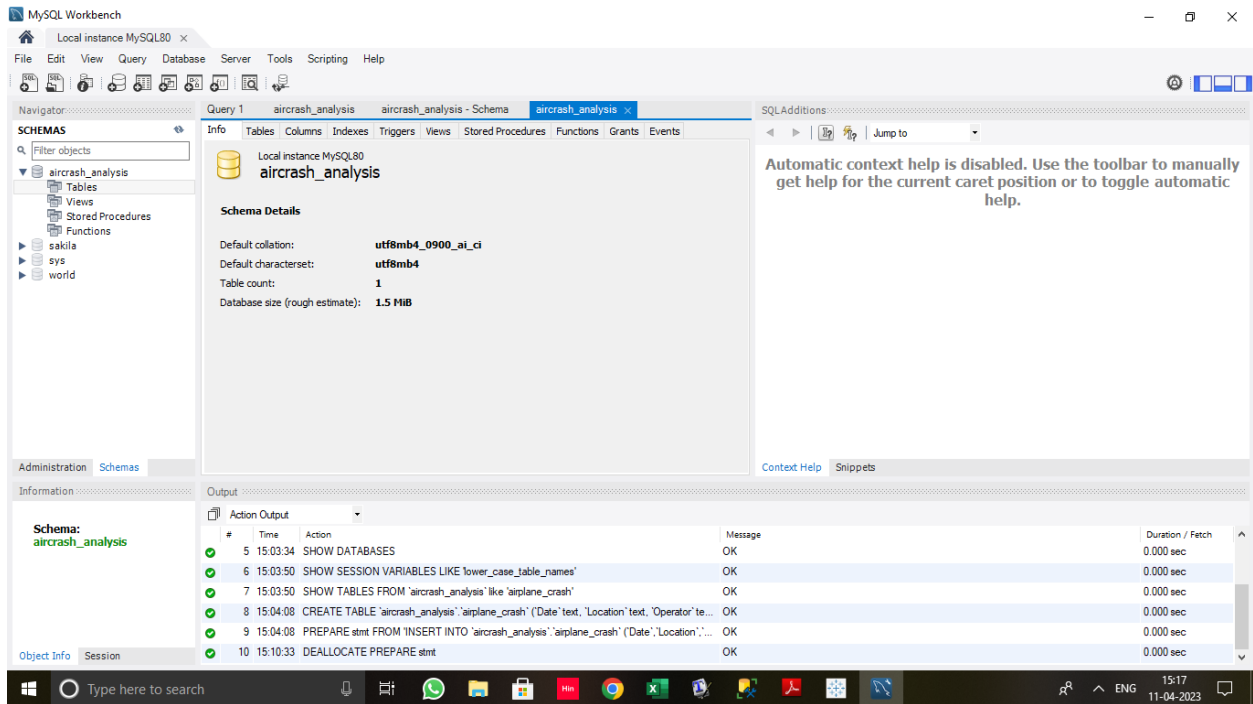 MySQL Workbench
Local instance MySQL80
File Edit View Query Database Server Tools Scripting Help
Navigator
SCHEMAS
Filter objects
aircrash_analysis
Tables
Views
Stored Procedures
Functions
sakila
sys
world
Administration Schemas
Information
Schema:
aircrash_analysis
Object Info Session
Query 1 aircrash_analysis aircrash_analysis - Schema aircrash_analysis
Info Tables Columns Indexes Triggers Views Stored Procedures Functions Grants Events
Local instance MySQL80
aircrash_analysis
Schema Details
Default collation: utf8mb4_0900_ai_ci
Default characterset: utf8mb4
Table count: 1
Database size (rough estimate): 1.5 MiB
SQLAdditions
Jump to
Automatic context help is disabled. Use the toolbar to manually
get help for the current caret position or to toggle automatic
help.
Context Help Snippets
Output
Action Output
# Time Action Message Duration / Fetch
5 15:03:34 SHOW DATABASES OK 0.000 sec
6 15:03:50 SHOW SESSION VARIABLES LIKE 'lower_case_table_names' OK 0.000 sec
7 15:03:50 SHOW TABLES FROM `aircrash_analysis` like 'airplane_crash' OK 0.000 sec
8 15:04:08 CREATE TABLE `aircrash_analysis`.`airplane_crash` (`Date` text, `Location` text, `Operator` te... OK 0.000 sec
9 15:04:08 PREPARE stmt FROM 'INSERT INTO `aircrash_analysis`.`airplane_crash` (`Date`,`Location`,`... OK 0.000 sec
10 15:10:33 DEALLOCATE PREPARE stmt OK 0.000 sec
Type here to search
Hin
ENG
15:17
11-04-2023